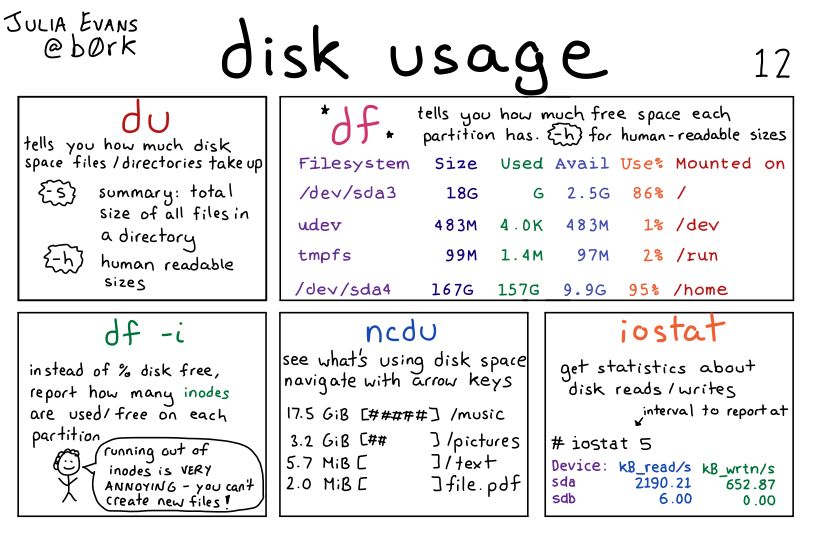 JULIA EVANS
@b0rk
disk usage
12
du
tells you how much disk
space files/directories take up
-s summary: total
size of all files in
a directory
-h human readable
sizes
*df*
tells you how much free space each
partition has. -h for human-readable sizes
Filesystem Size Used Avail Use% Mounted on
/dev/sda3 18G G 2.5G 86% /
udev 483M 4.0K 483M 1% /dev
tmpfs 99M 1.4M 97M 2% /run
/dev/sda4 167G 157G 9.9G 95% /home
df -i
instead of % disk free,
report how many inodes
are used/free on each
partition
running out of
inodes is VERY
ANNOYING - you can't
create new files!
ncdu
see what's using disk space
navigate with arrow keys
17.5 GiB [#####] /music
3.2 GiB [## ] /pictures
5.7 MiB [ ] /text
2.0 MiB [ ] file.pdf
iostat
get statistics about
disk reads/writes
interval to report at
# iostat 5
Device: kB_read/s kB_wrtn/s
sda 2190.21 652.87
sdb 6.00 0.00